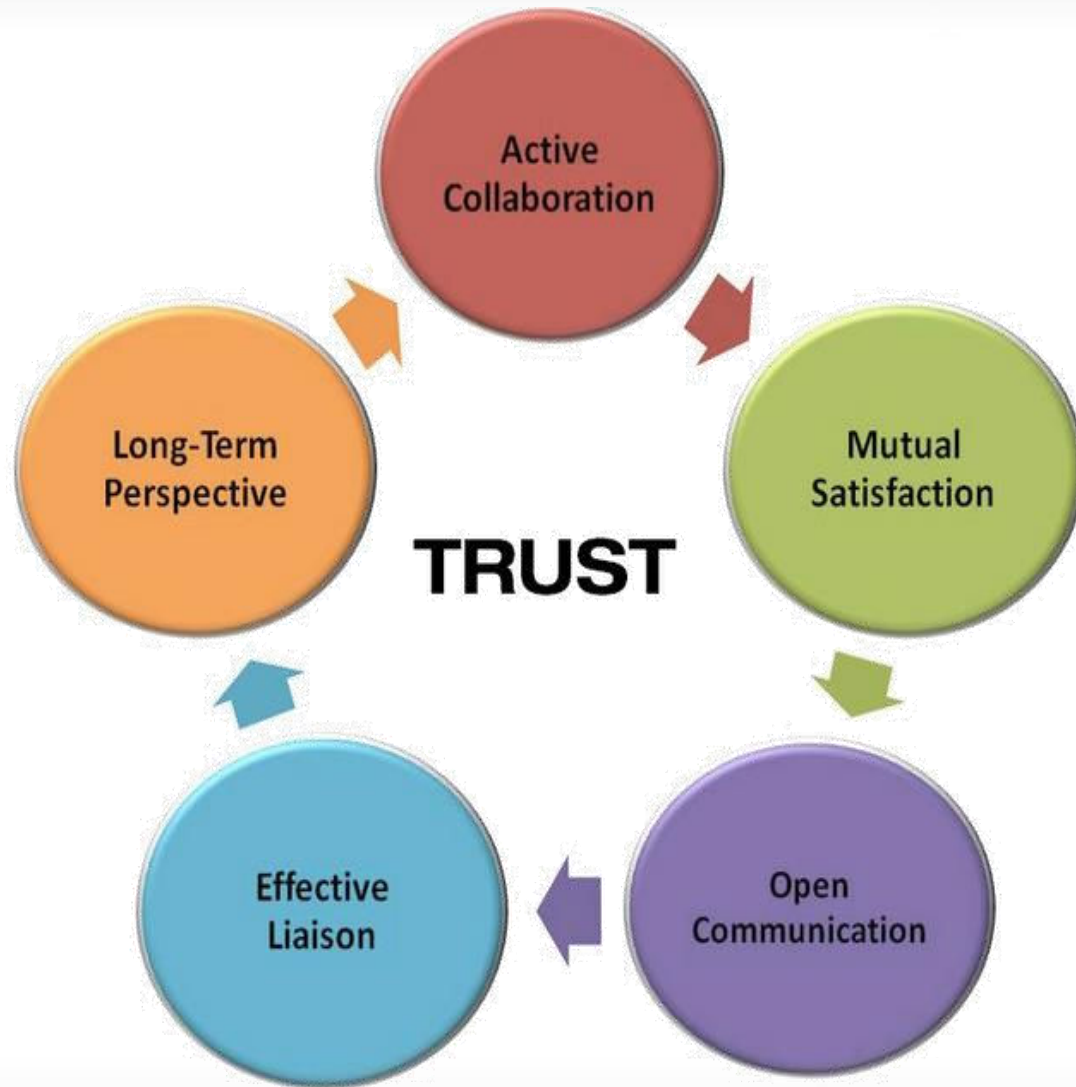 Active
Collaboration
Mutual
Satisfaction
Open
Communication
Effective
Liaison
Long-Term
Perspective
TRUST